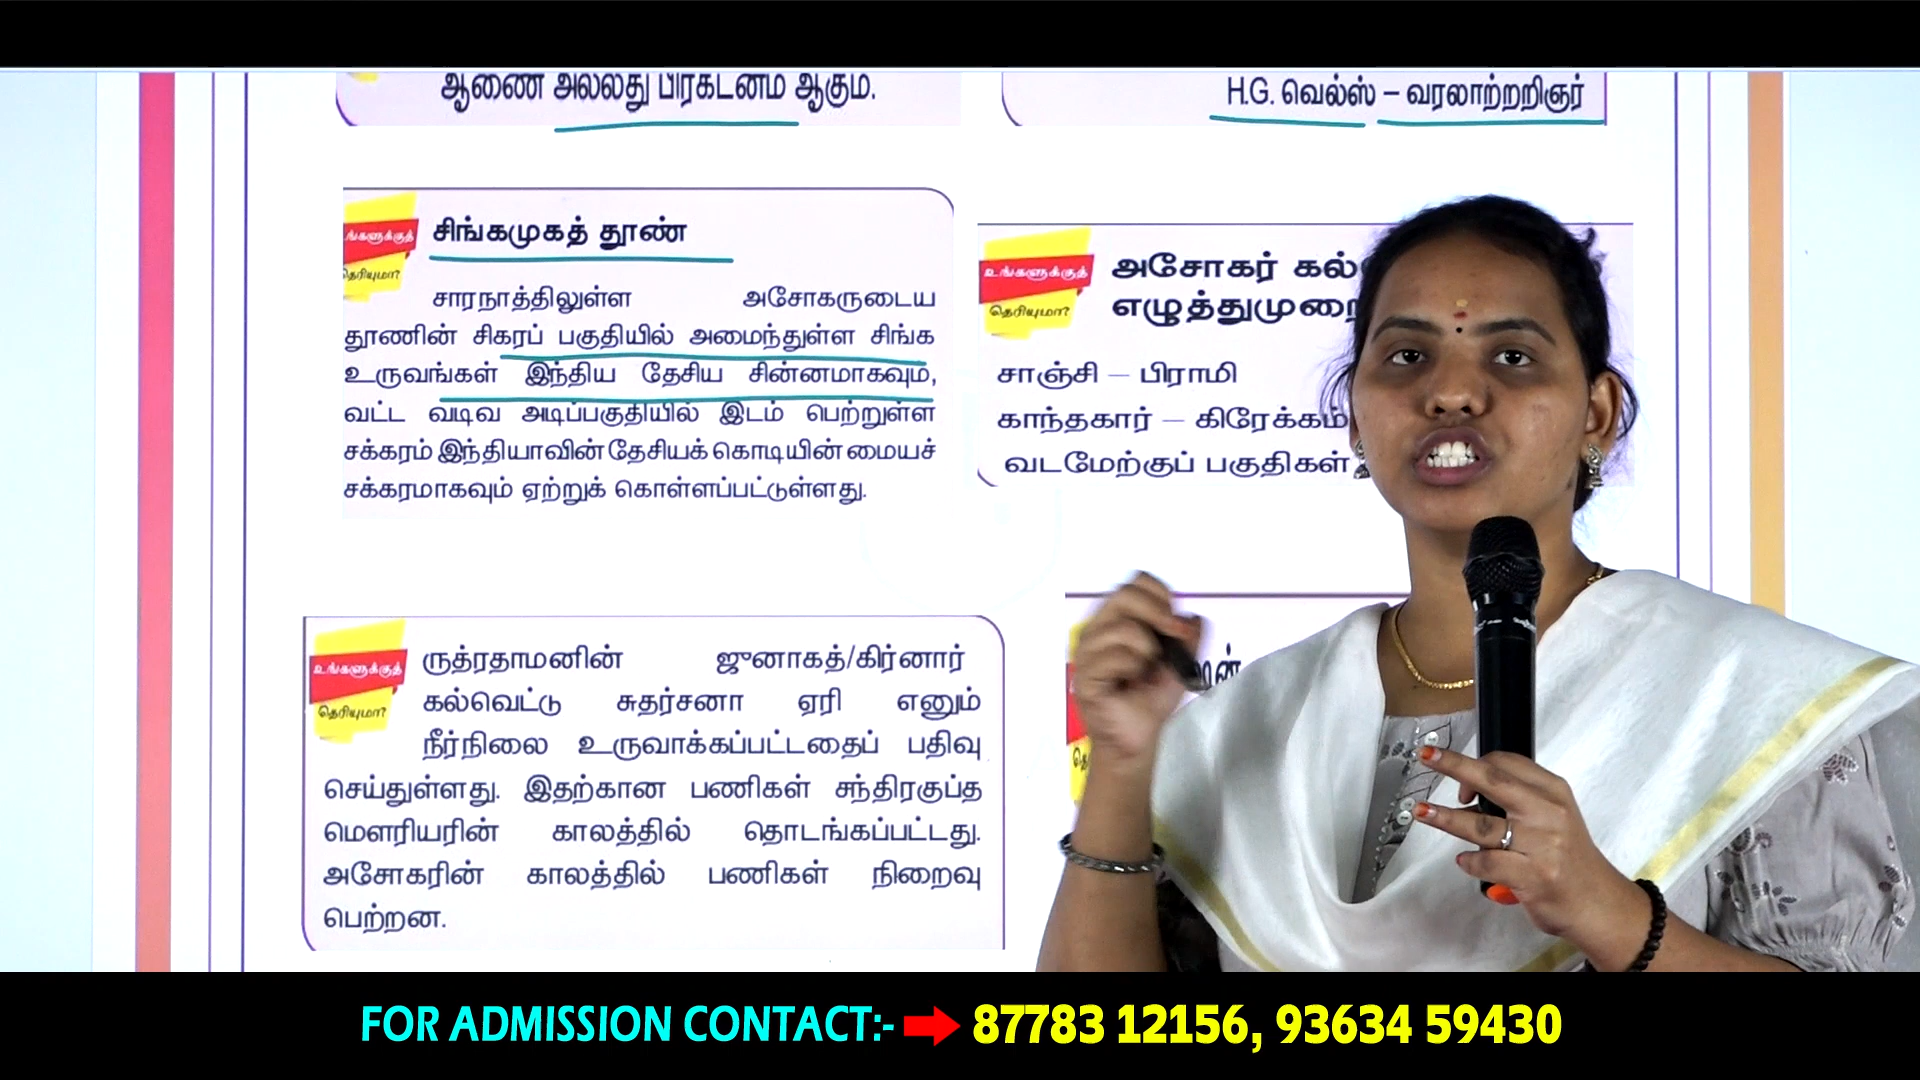 ஆணை அல்லது பிரகடனம் ஆகும்.
H.G. வெல்ஸ் – வரலாற்றறிஞர்
உங்களுக்குத் தெரியுமா?
சிங்கமுகத் தூண்
சாரநாத்திலுள்ள அசோகருடைய
தூணின் சிகரப் பகுதியில் அமைந்துள்ள சிங்க
உருவங்கள் இந்திய தேசிய சின்னமாகவும்,
வட்ட வடிவ அடிப்பகுதியில் இடம் பெற்றுள்ள
சக்கரம் இந்தியாவின் தேசியக் கொடியின் மையச்
சக்கரமாகவும் ஏற்றுக் கொள்ளப்பட்டுள்ளது.
உங்களுக்குத்
தெரியுமா?
அசோகர்
எழுத்துமுறை
சாஞ்சி – பிராமி
காந்தகார் – கிரேக்கம்
வடமேற்குப் பகுதிகள்
உங்களுக்குத்
தெரியுமா?
ருத்ரதாமனின் ஜுனாகத்/கிர்னார்
கல்வெட்டு சுதர்சனா ஏரி எனும்
நீர்நிலை உருவாக்கப்பட்டதைப் பதிவு
செய்துள்ளது. இதற்கான பணிகள் சந்திரகுப்த
மௌரியரின் காலத்தில் தொடங்கப்பட்டது.
அசோகரின் காலத்தில் பணிகள் நிறைவு
பெற்றன.
FOR ADMISSION CONTACT:- 87783 12156, 93634 59430